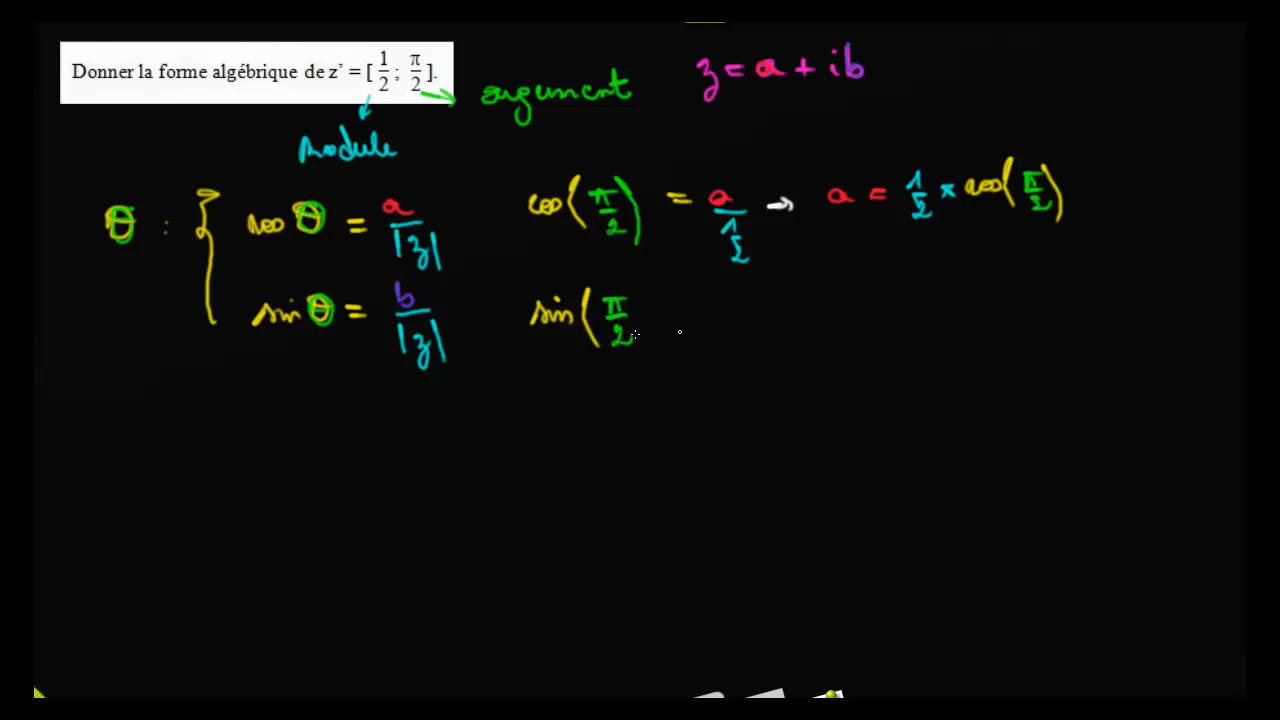 Donner la forme algébrique de z' = [ 1/2 ; π/2 ].
z = a + ib
argument
module
θ : { cos θ = a/|z|
cos(π/2) = a/(1/2) → a = 1/2 × cos(π/2)
sin θ = b/|z|
sin(π/2